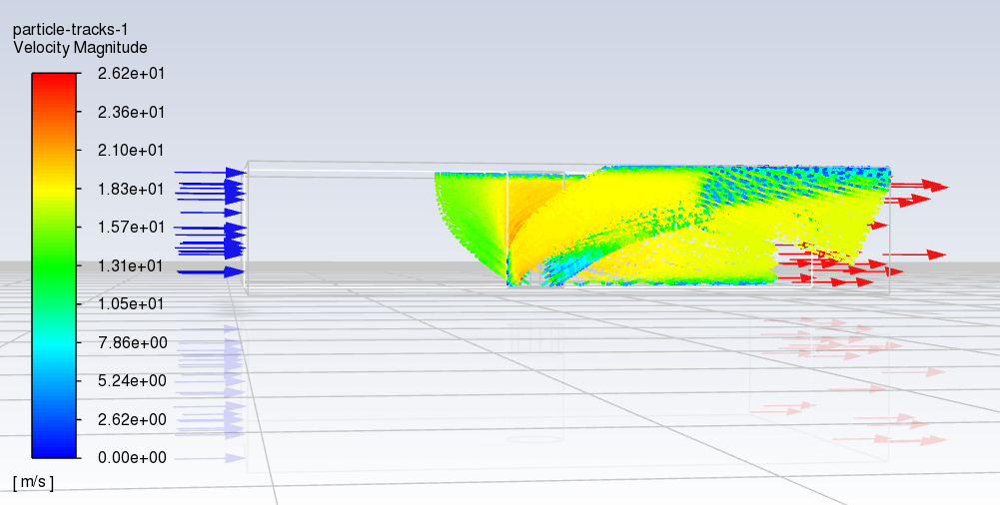 particle-tracks-1
Velocity Magnitude
2.62e+01
2.36e+01
2.10e+01
1.83e+01
1.57e+01
1.31e+01
1.05e+01
7.86e+00
5.24e+00
2.62e+00
0.00e+00
[ m/s ]